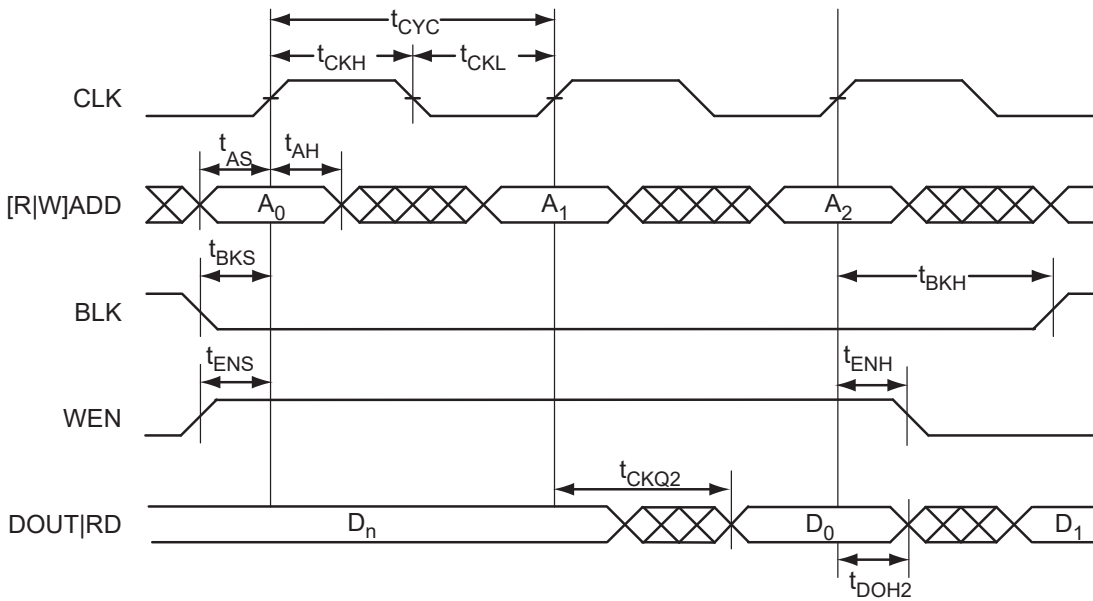 tCYC
tCKH tCKL
CLK
tAS tAH
[R|W]ADD A0 A1 A2
tBKS tBKH
BLK
tENS tENH
WEN
tCKQ2
DOUT|RD Dn D0 D1
tDOH2